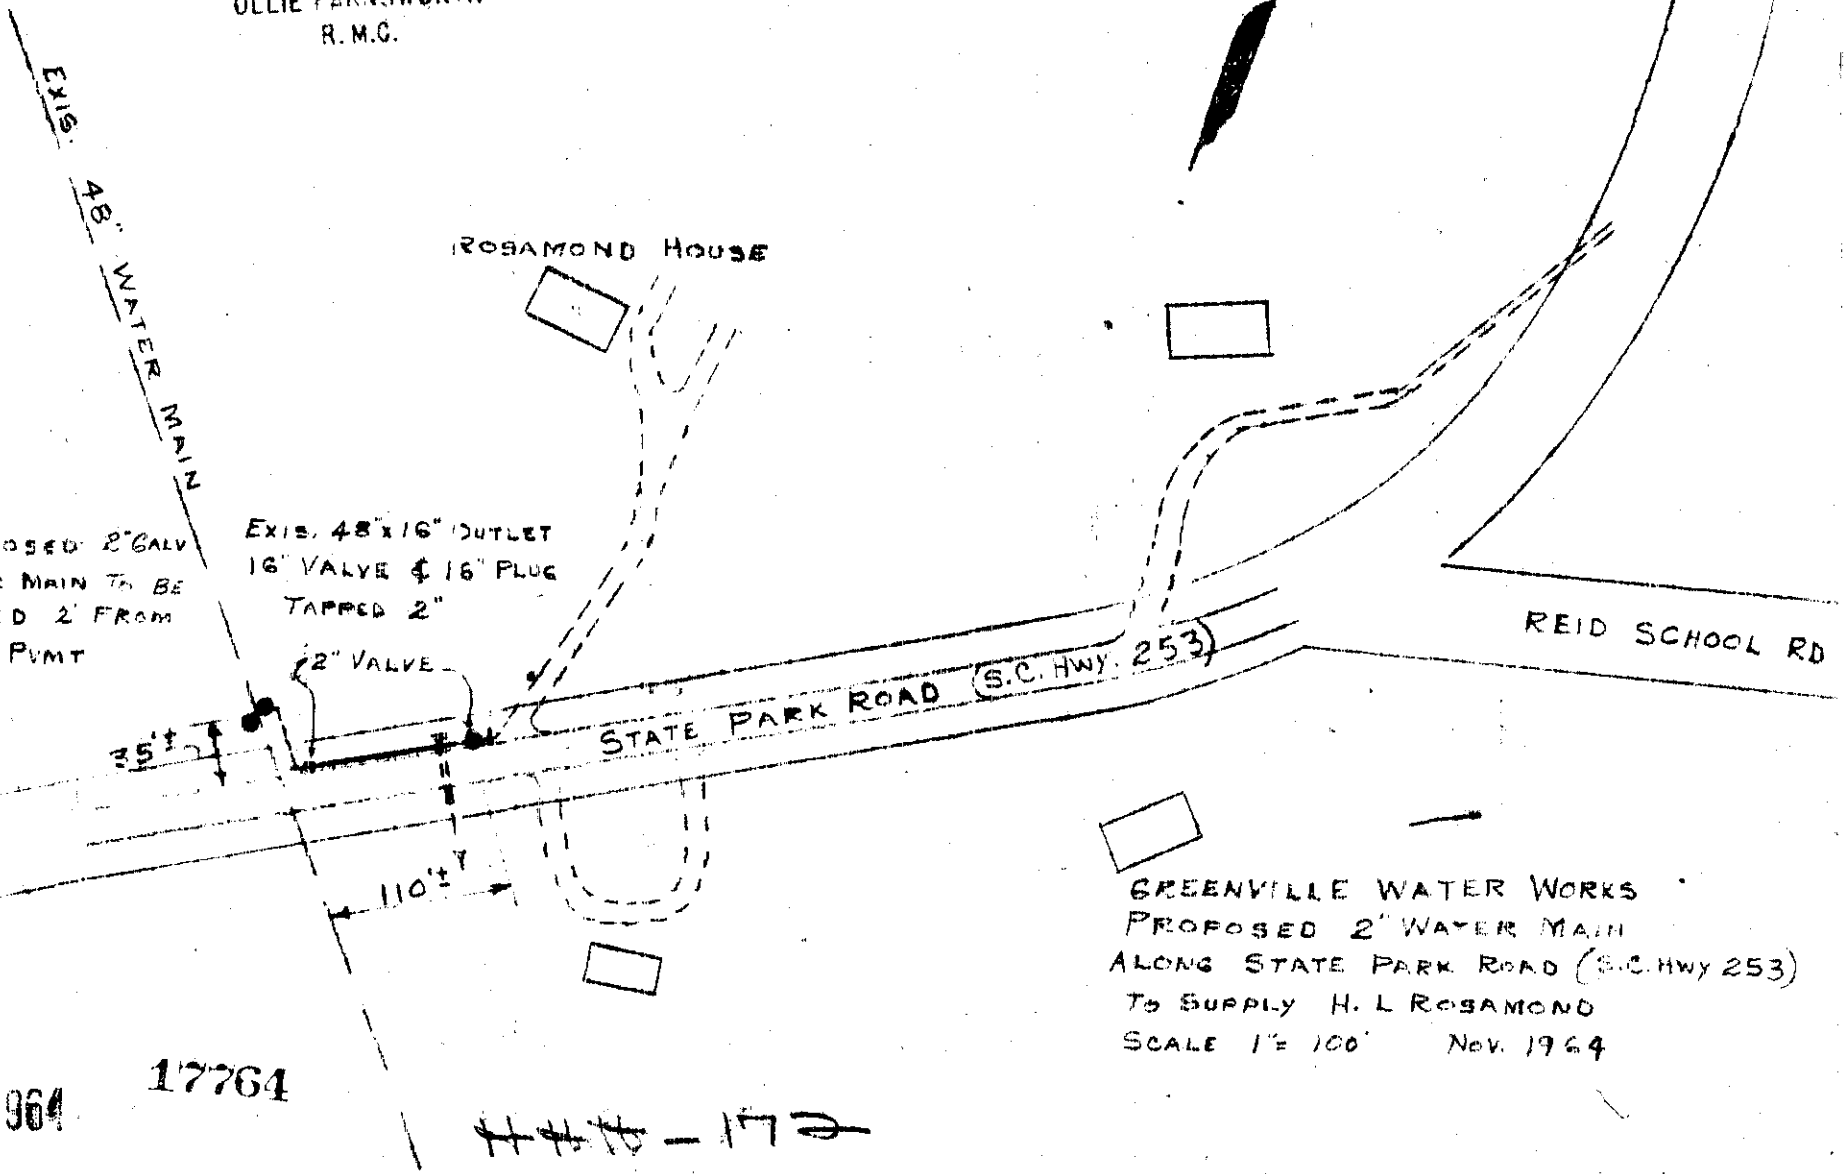 R.M.C.
EXIS. 48" WATER MAIN
ROSAMOND HOUSE
2" GALV
MAIN TO BE
2' FROM
PVMT
EXIS. 48"x16" OUTLET
16" VALVE & 16" PLUG
TAPPED 2"
2" VALVE
35'±
110'±
STATE PARK ROAD (S.C. HWY. 253)
REID SCHOOL RD
GREENVILLE WATER WORKS
PROPOSED 2" WATER MAIN
ALONG STATE PARK ROAD (S.C. HWY 253)
TO SUPPLY H. L ROSAMOND
SCALE 1"= 100' NOV. 1964
17764
964
- 172